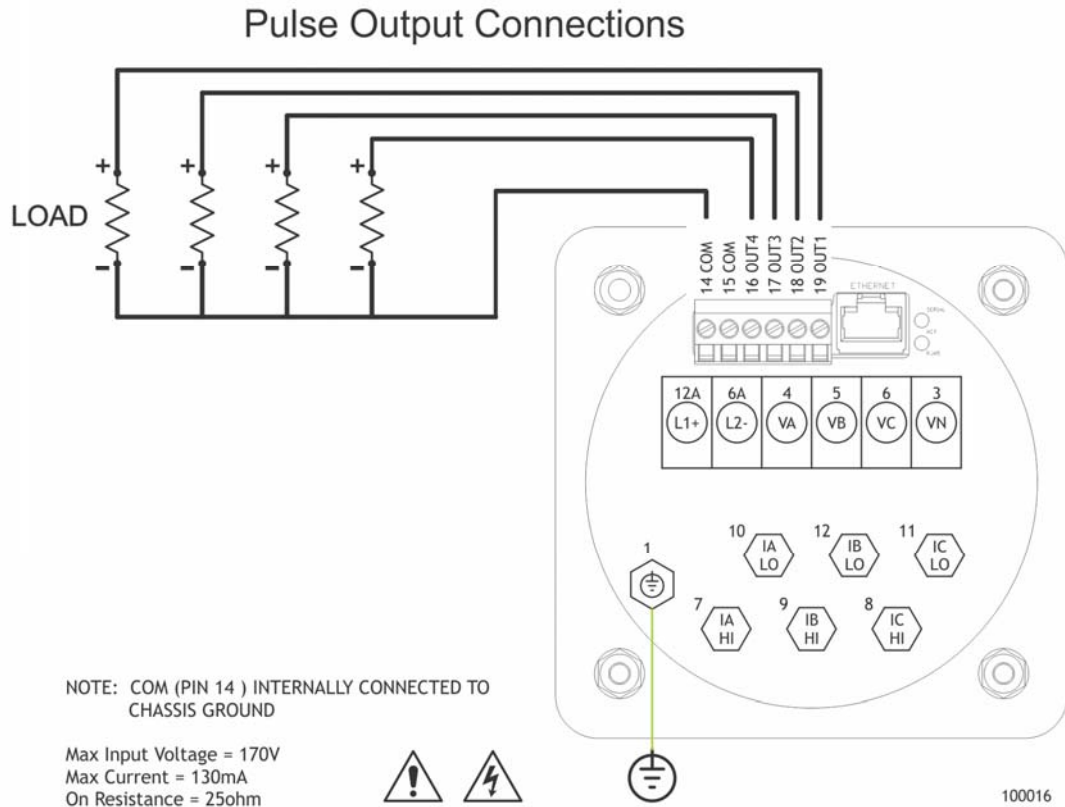 Pulse Output Connections
+ + + +
LOAD
- - - -
14 COM
15 COM
16 OUT4
17 OUT3
18 OUT2
19 OUT1
ETHERNET
SERIAL
ACT
12A 6A 4 5 6 3
L1+ L2- VA VB VC VN
10 IA LO
12 IB LO
11 IC LO
1
7 IA HI
9 IB HI
8 IC HI
NOTE: COM (PIN 14 ) INTERNALLY CONNECTED TO
CHASSIS GROUND
Max Input Voltage = 170V
Max Current = 130mA
On Resistance = 25ohm
100016